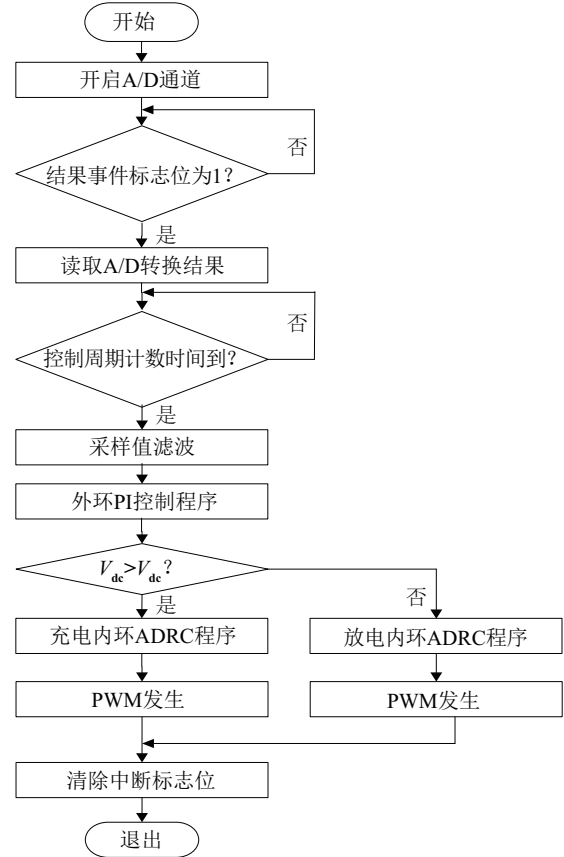 开始
开启A/D通道
否
结果事件标志位为1?
是
读取A/D转换结果
否
控制周期计数时间到?
是
采样值滤波
外环PI控制程序
Vdc>Vdc?
是
否
充电内环ADRC程序
放电内环ADRC程序
PWM发生
PWM发生
清除中断标志位
退出